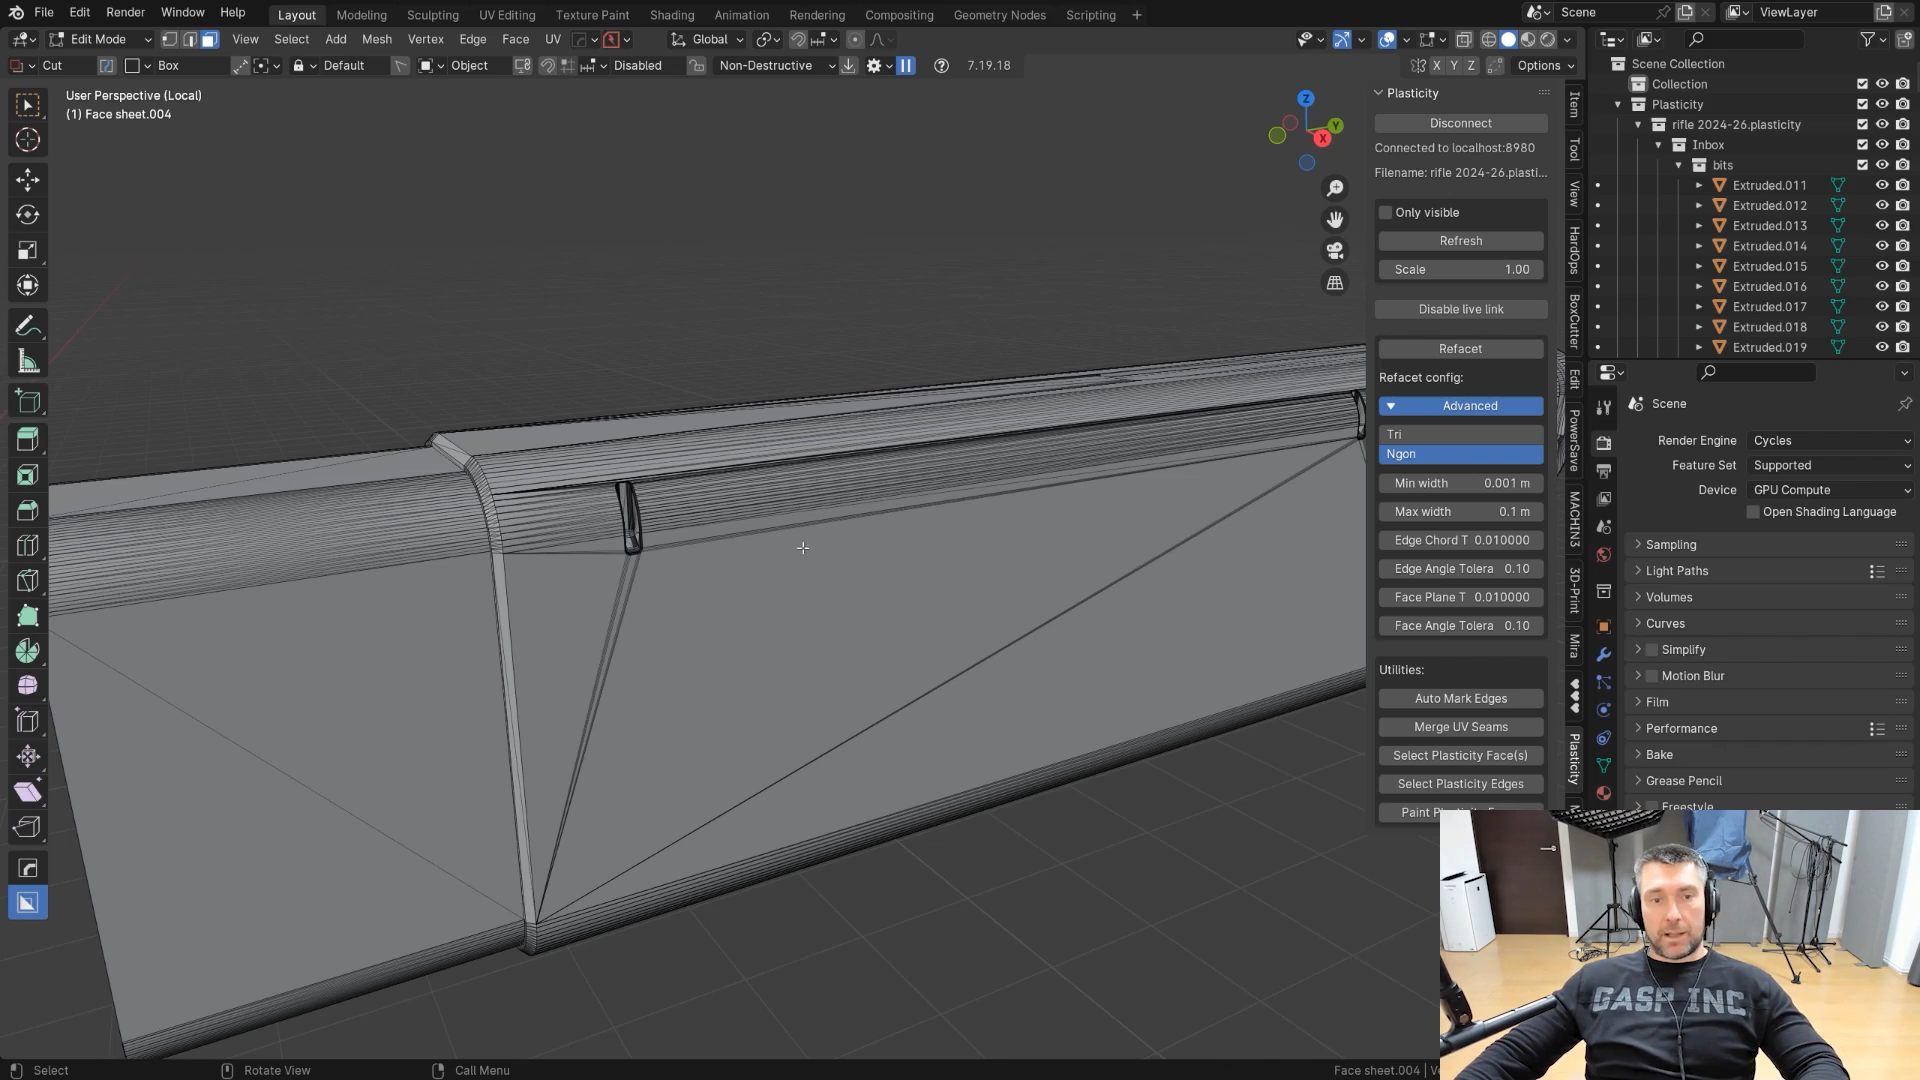 File Edit Render Window Help
Layout Modeling Sculpting UV Editing Texture Paint Shading Animation Rendering Compositing Geometry Nodes Scripting +
Scene
ViewLayer
Edit Mode View Select Add Mesh Vertex Edge Face UV Global
Cut Box Default Object Disabled Non-Destructive 7.19.18 X Y Z Options
User Perspective (Local)
(1) Face sheet.004
Z
Y
X
Plasticity
Disconnect
Connected to localhost:8980
Filename: rifle 2024-26.plasti...
Only visible
Refresh
Scale 1.00
Disable live link
Refacet
Refacet config:
Advanced
Tri
Ngon
Min width 0.001 m
Max width 0.1 m
Edge Chord T 0.010000
Edge Angle Tolera 0.10
Face Plane T 0.010000
Face Angle Tolera 0.10
Utilities:
Auto Mark Edges
Merge UV Seams
Select Plasticity Face(s)
Select Plasticity Edges
Item
Tool
View
HardOps
BoxCutter
Edit
PowerSave
MACHIN3
3D-Print
Mira
Plasticity
Scene Collection
Collection
Plasticity
rifle 2024-26.plasticity
Inbox
bits
Extruded.011
Extruded.012
Extruded.013
Extruded.014
Extruded.015
Extruded.016
Extruded.017
Extruded.018
Extruded.019
Scene
Render Engine Cycles
Feature Set Supported
Device GPU Compute
Open Shading Language
Sampling
Light Paths
Volumes
Curves
Simplify
Motion Blur
Film
Performance
Bake
Grease Pencil
Freestyle
GASP INC.
Select Rotate View Call Menu Face sheet.004 |